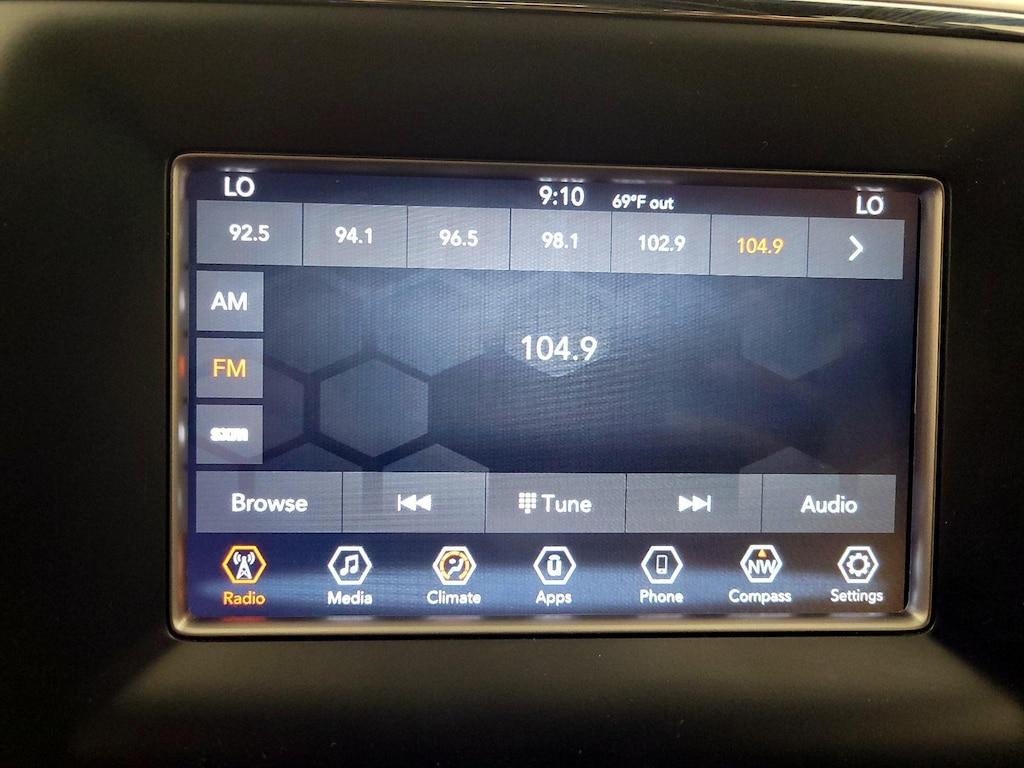 LO 9:10 69°F out LO
92.5 94.1 96.5 98.1 102.9 104.9
AM
104.9
FM
sxm
Browse Tune Audio
NW
Radio Media Climate Apps Phone Compass Settings